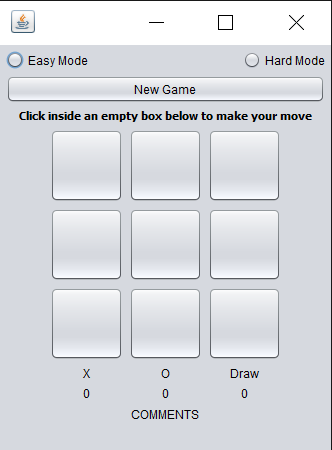 Easy Mode Hard Mode
New Game
Click inside an empty box below to make your move
X O Draw
0 0 0
COMMENTS